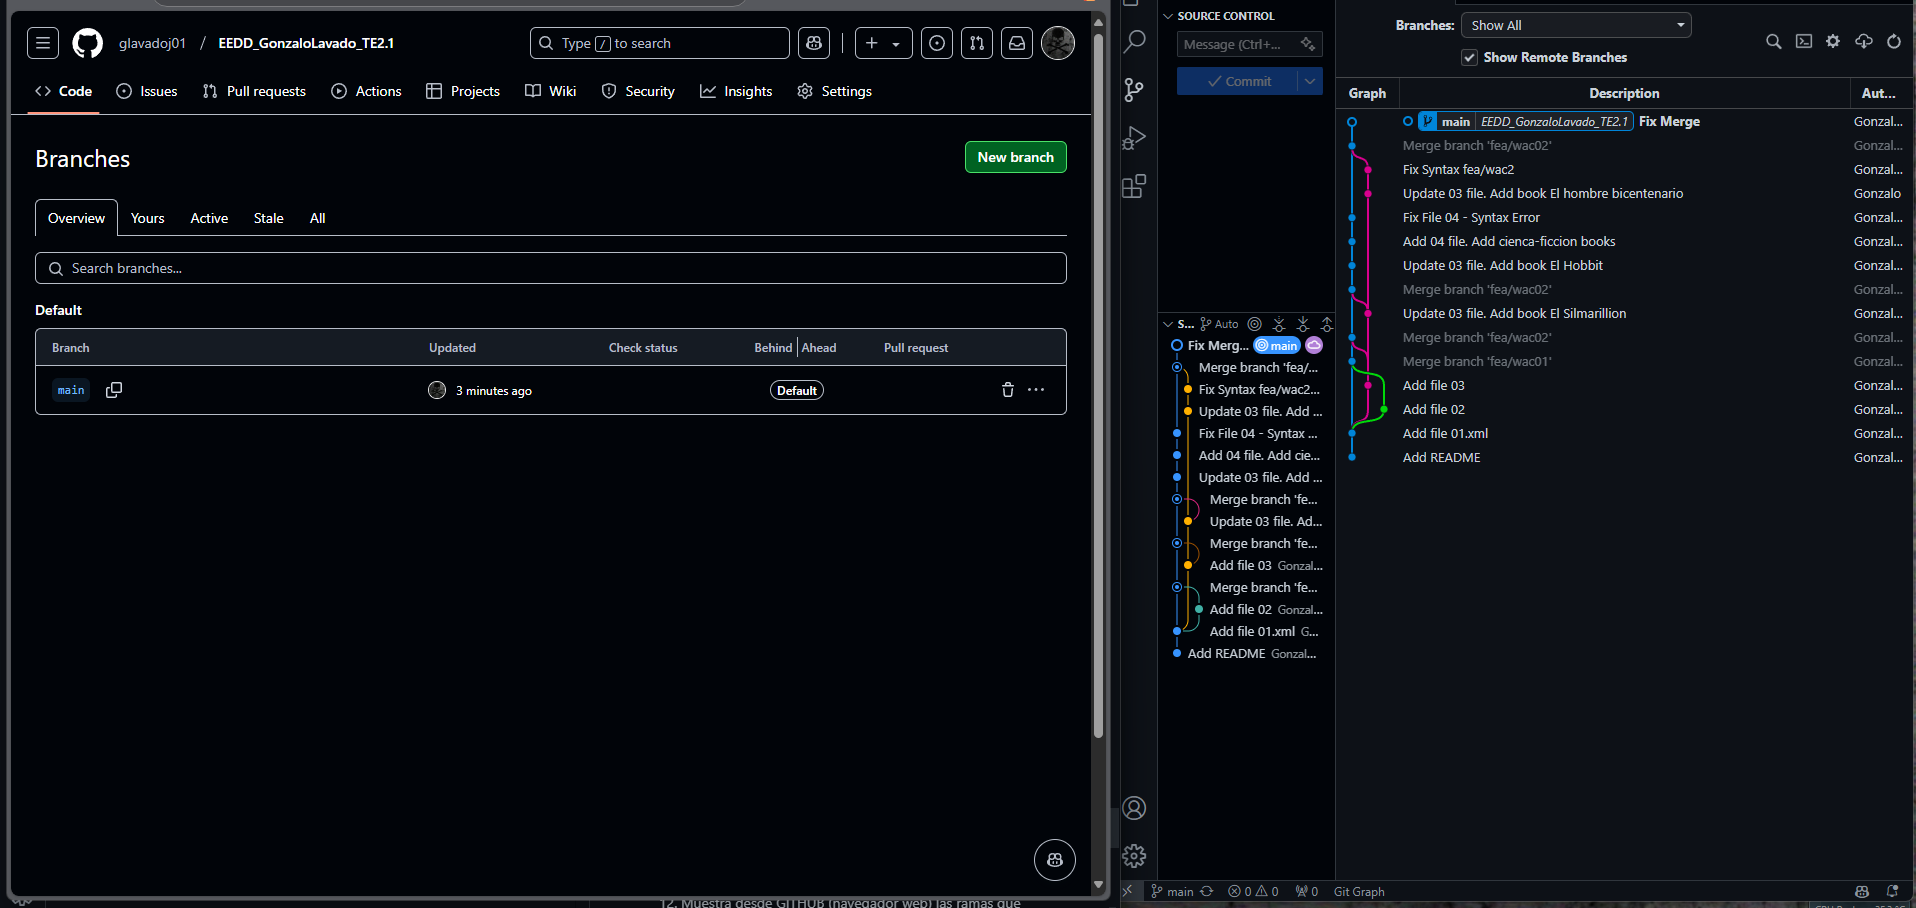 glavadoj01 / EEDD_GonzaloLavado_TE2.1
Type / to search
Code
Issues
Pull requests
Actions
Projects
Wiki
Security
Insights
Settings
Branches
New branch
Overview
Yours
Active
Stale
All
Search branches...
Default
Branch
Updated
Check status
Behind
Ahead
Pull request
main
3 minutes ago
Default
12. Muestra desde GITHUB (navegador web) las ramas que
SOURCE CONTROL
Message (Ctrl+...
Commit
S... Auto
Fix Merg... main
Merge branch 'fea/...
Fix Syntax fea/wac2...
Update 03 file. Add ...
Fix File 04 - Syntax ...
Add 04 file. Add cie...
Update 03 file. Add ...
Merge branch 'fe...
Update 03 file. Ad...
Merge branch 'fe...
Add file 03 Gonzal...
Merge branch 'fe...
Add file 02 Gonzal...
Add file 01.xml G...
Add README Gonzal...
Branches: Show All
Show Remote Branches
Graph Description Aut...
main EEDD_GonzaloLavado_TE2.1 Fix Merge Gonzal...
Merge branch 'fea/wac02' Gonzal...
Fix Syntax fea/wac2 Gonzal...
Update 03 file. Add book El hombre bicentenario Gonzalo
Fix File 04 - Syntax Error Gonzal...
Add 04 file. Add cienca-ficcion books Gonzal...
Update 03 file. Add book El Hobbit Gonzal...
Merge branch 'fea/wac02' Gonzal...
Update 03 file. Add book El Silmarillion Gonzal...
Merge branch 'fea/wac02' Gonzal...
Merge branch 'fea/wac01' Gonzal...
Add file 03 Gonzal...
Add file 02 Gonzal...
Add file 01.xml Gonzal...
Add README Gonzal...
main 0 0 0 Git Graph